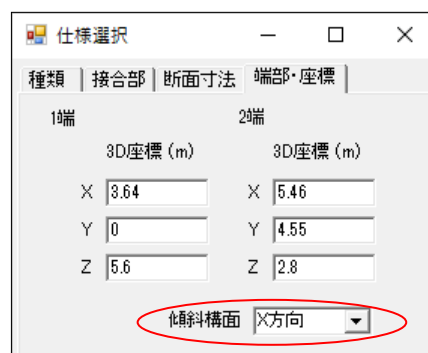 仕様選択
種類 接合部 断面寸法 端部・座標
1端 2端
3D座標 (m) 3D座標 (m)
X 3.64 X 5.46
Y 0 Y 4.55
Z 5.6 Z 2.8
傾斜構面 X方向